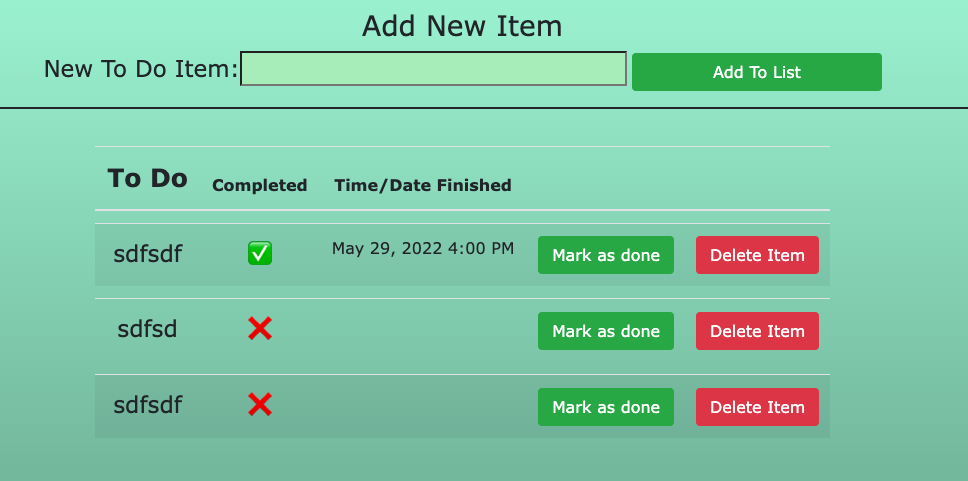 Add New Item
New To Do Item: Add To List
To Do Completed Time/Date Finished
sdfsdf ✅ May 29, 2022 4:00 PM Mark as done Delete Item
sdfsd ❌ Mark as done Delete Item
sdfsdf ❌ Mark as done Delete Item